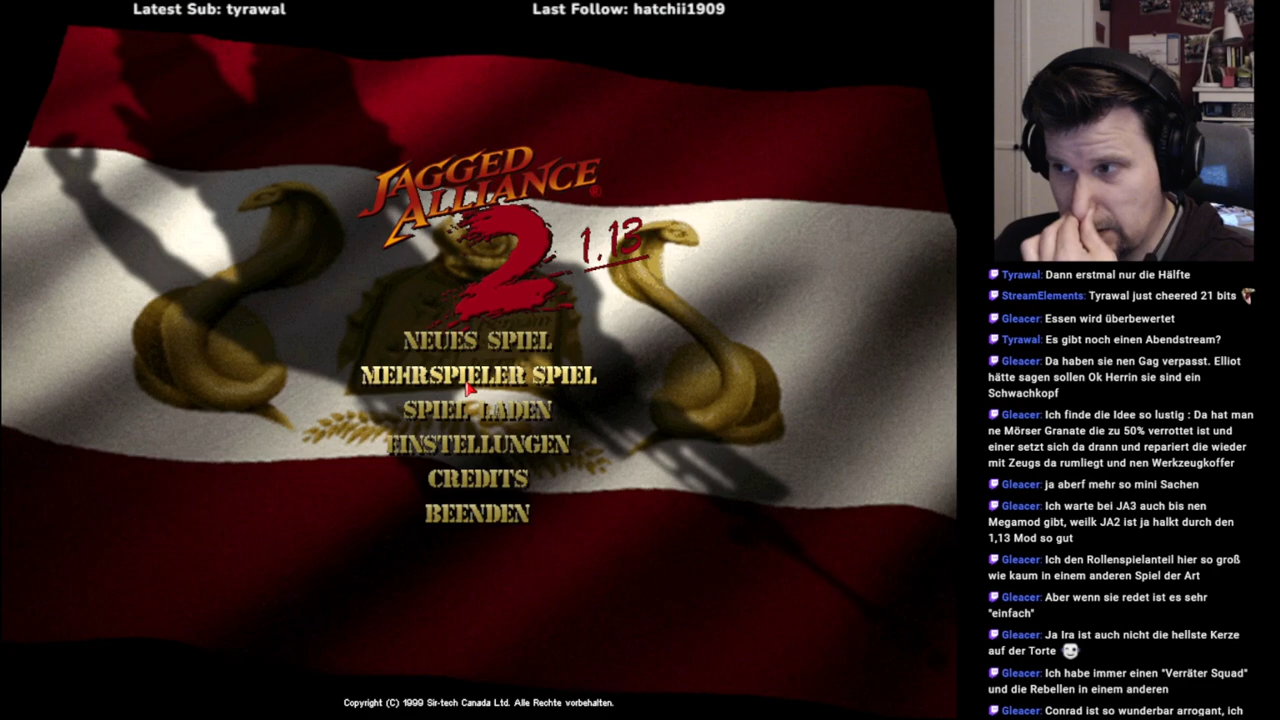 Latest Sub: tyrawal
Last Follow: hatchii1909
JAGGED
ALLIANCE
2
1.13
NEUES SPIEL
MEHRSPIELER SPIEL
SPIEL LADEN
EINSTELLUNGEN
CREDITS
BEENDEN
Copyright (C) 1999 Sir-tech Canada Ltd. Alle Rechte vorbehalten.
Tyrawal: Dann erstmal nur die Hälfte
StreamElements: Tyrawal just cheered 21 bits
Gleacer: Essen wird überbewertet
Tyrawal: Es gibt noch einen Abendstream?
Gleacer: Da haben sie nen Gag verpasst. Elliot
hätte sagen sollen Ok Herrin sie sind ein
Schwachkopf
Gleacer: Ich finde die Idee so lustig : Da hat man
ne Mörser Granate die zu 50% verrottet ist und
einer setzt sich da drann und repariert die wieder
mit Zeugs da rumliegt und nen Werkzeugkoffer
Gleacer: ja aberf mehr so mini Sachen
Gleacer: Ich warte bei JA3 auch bis nen
Megamod gibt, weilk JA2 ist ja halkt durch den
1,13 Mod so gut
Gleacer: Ich den Rollenspielanteil hier so groß
wie kaum in einem anderen Spiel der Art
Gleacer: Aber wenn sie redet ist es sehr
"einfach"
Gleacer: Ja Ira ist auch nicht die hellste Kerze
auf der Torte
Gleacer: Ich habe immer einen "Verräter Squad"
und die Rebellen in einem anderen
Gleacer: Conrad ist so wunderbar arrogant, ich